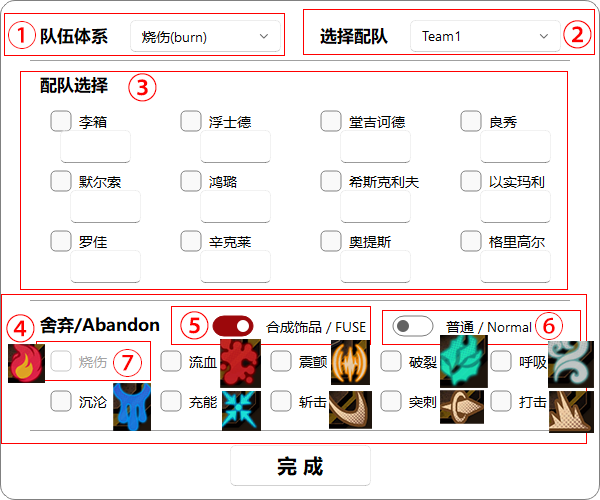 ① 队伍体系 烧伤(burn) 选择配队 Team1 ②
配队选择 ③
李箱 浮士德 堂吉诃德 良秀
默尔索 鸿璐 希斯克利夫 以实玛利
罗佳 辛克莱 奥提斯 格里高尔
④ 舍弃/Abandon ⑤ 合成饰品 / FUSE 普通 / Normal ⑥
烧伤 ⑦ 流血 震颤 破裂 呼吸
沉沦 充能 斩击 突刺 打击
完成